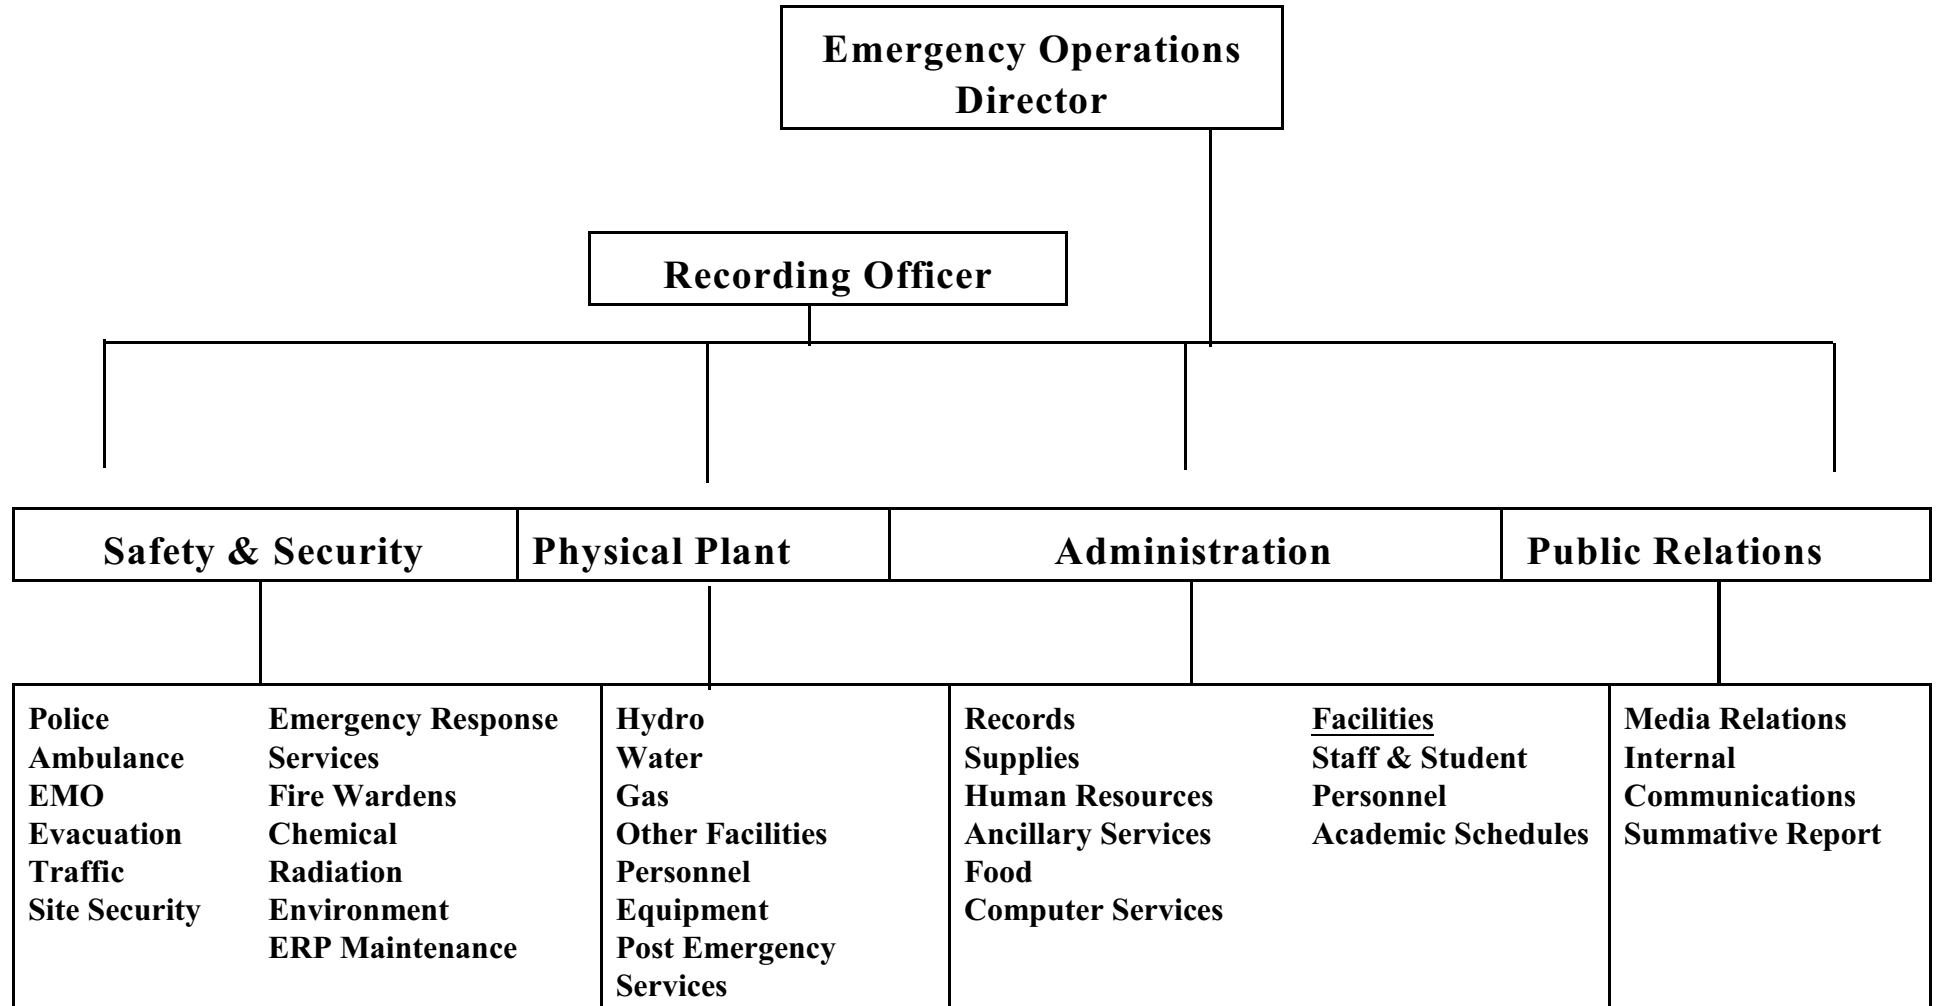 Emergency Operations
Director
Recording Officer
Safety & Security
Physical Plant
Administration
Public Relations
Police
Ambulance
EMO
Evacuation
Traffic
Site Security
Emergency Response
Services
Fire Wardens
Chemical
Radiation
Environment
ERP Maintenance
Hydro
Water
Gas
Other Facilities
Personnel
Equipment
Post Emergency
Services
Records
Supplies
Human Resources
Ancillary Services
Food
Computer Services
Facilities
Staff & Student
Personnel
Academic Schedules
Media Relations
Internal
Communications
Summative Report